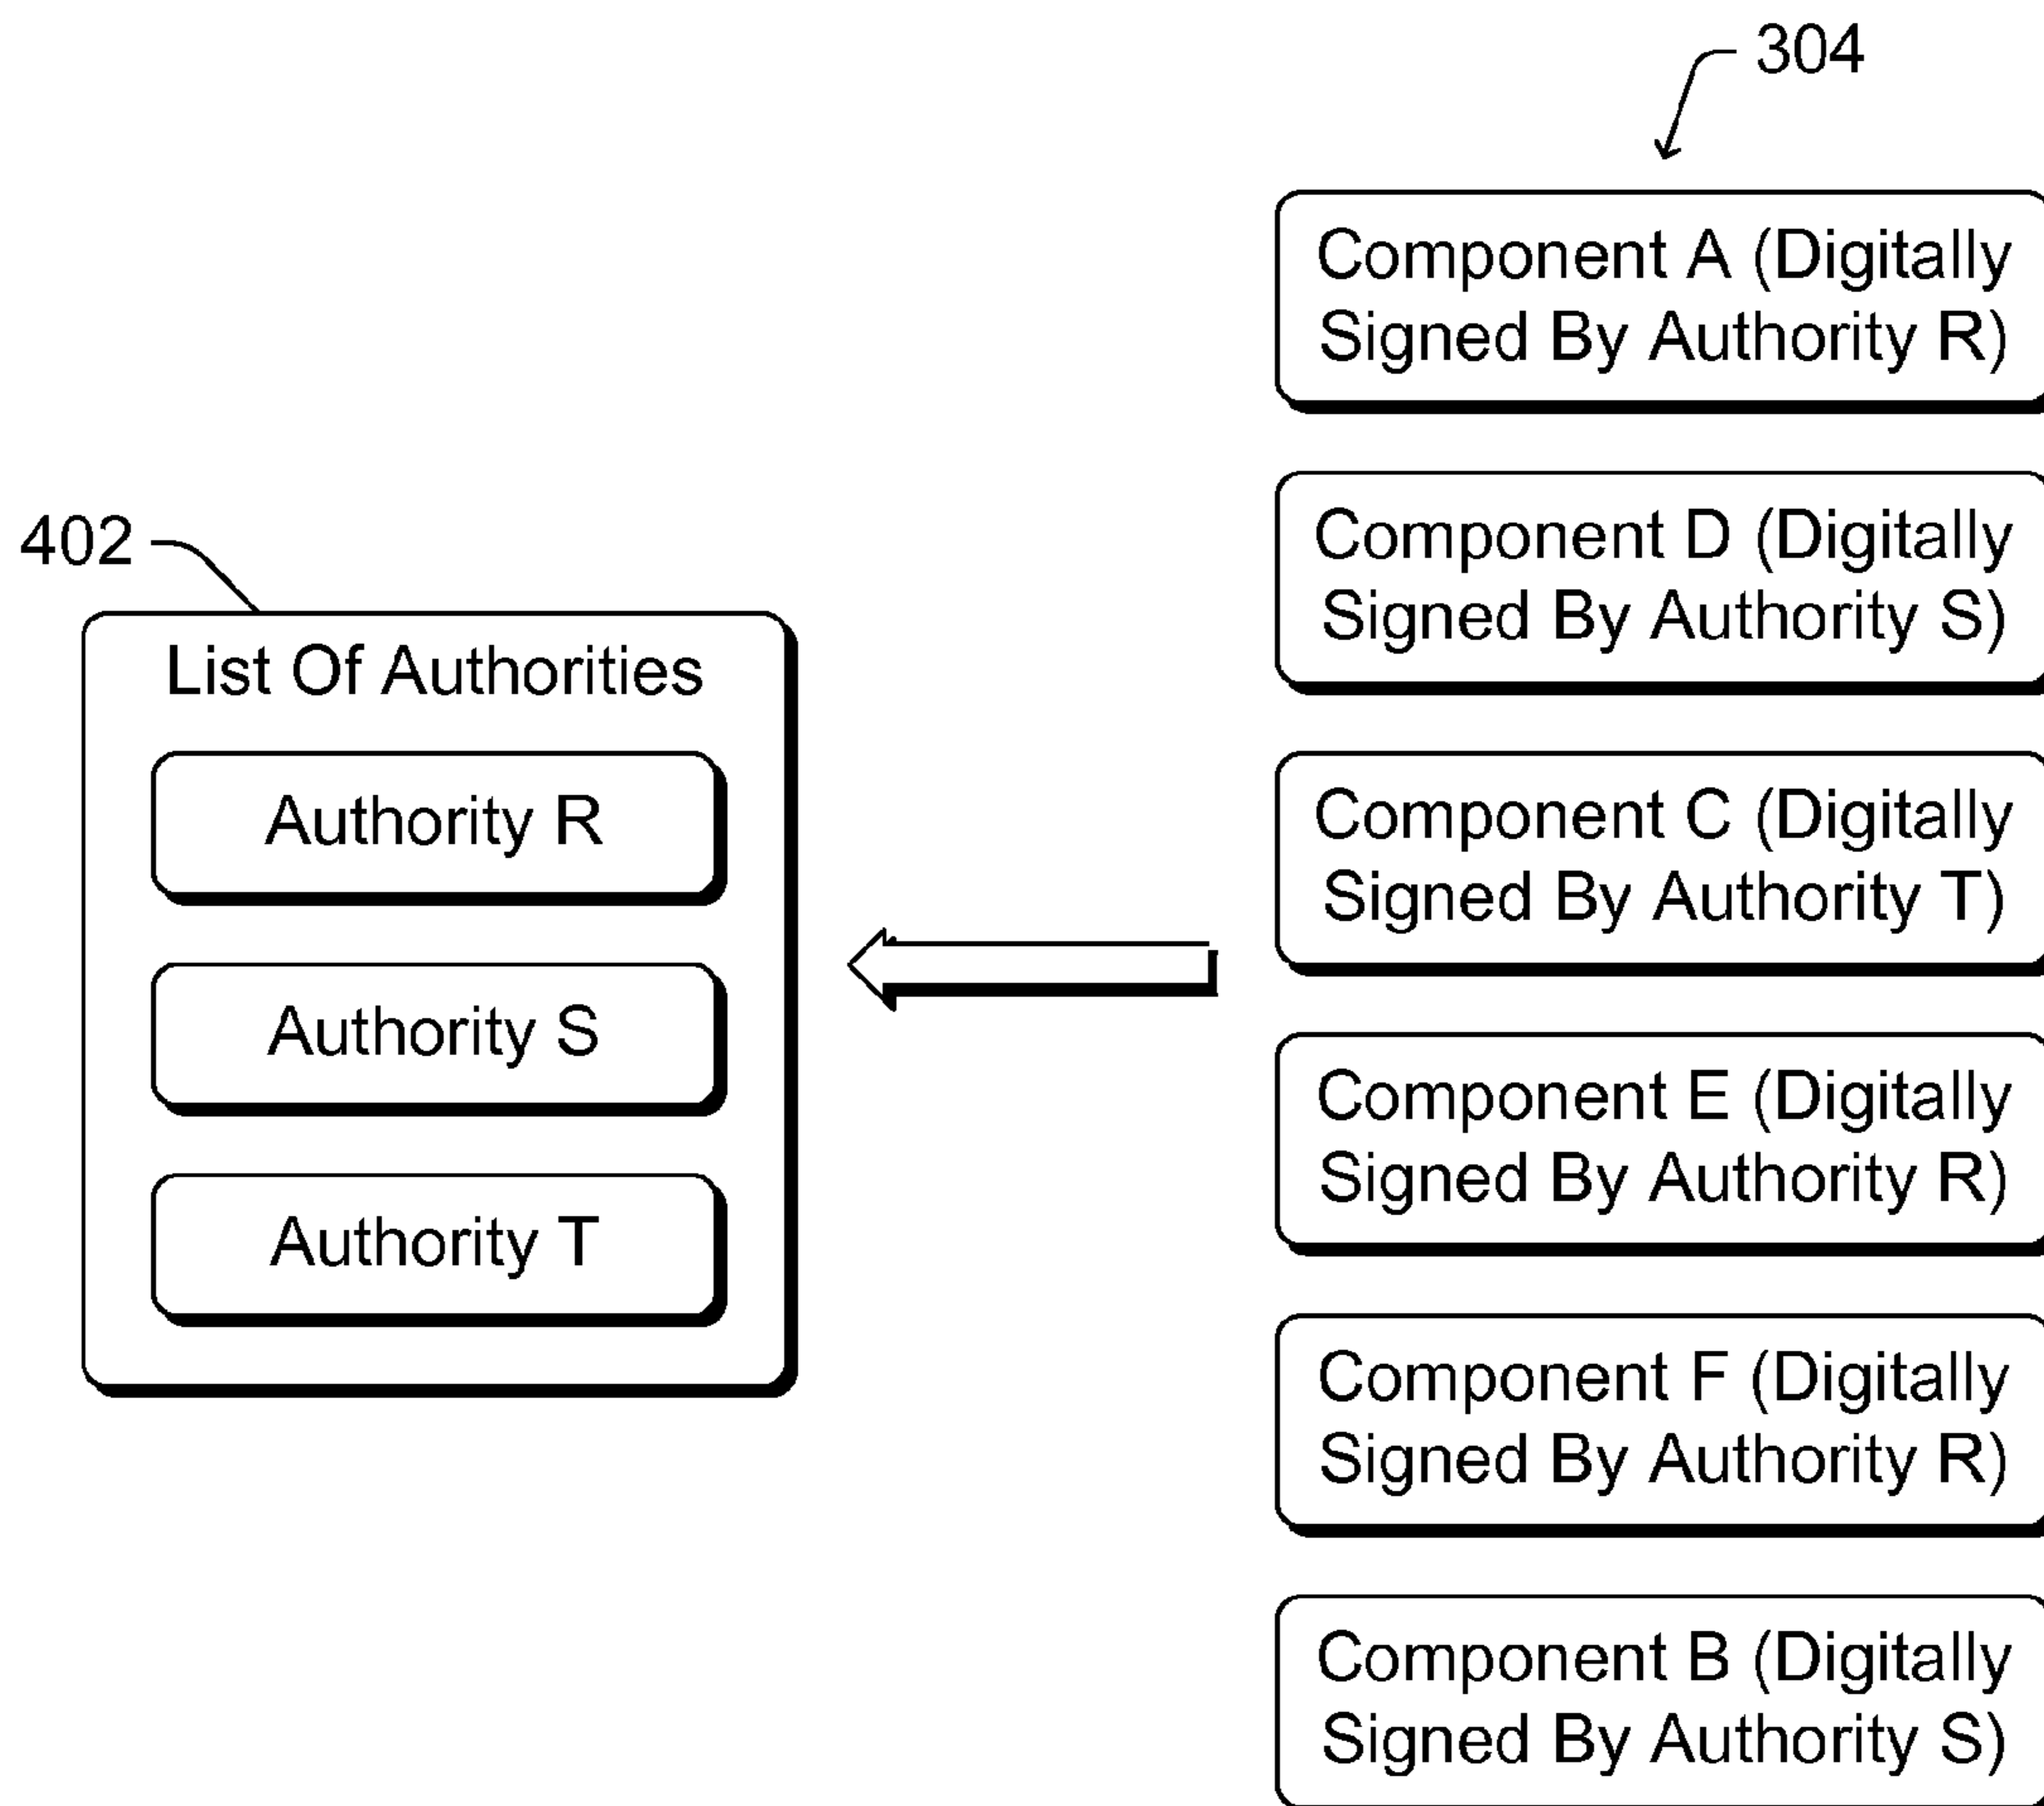 304
Component A (Digitally
Signed By Authority R)
Component D (Digitally
Signed By Authority S)
402
List Of Authorities
Authority R
Authority S
Authority T
Component C (Digitally
Signed By Authority T)
Component E (Digitally
Signed By Authority R)
Component F (Digitally
Signed By Authority R)
Component B (Digitally
Signed By Authority S)